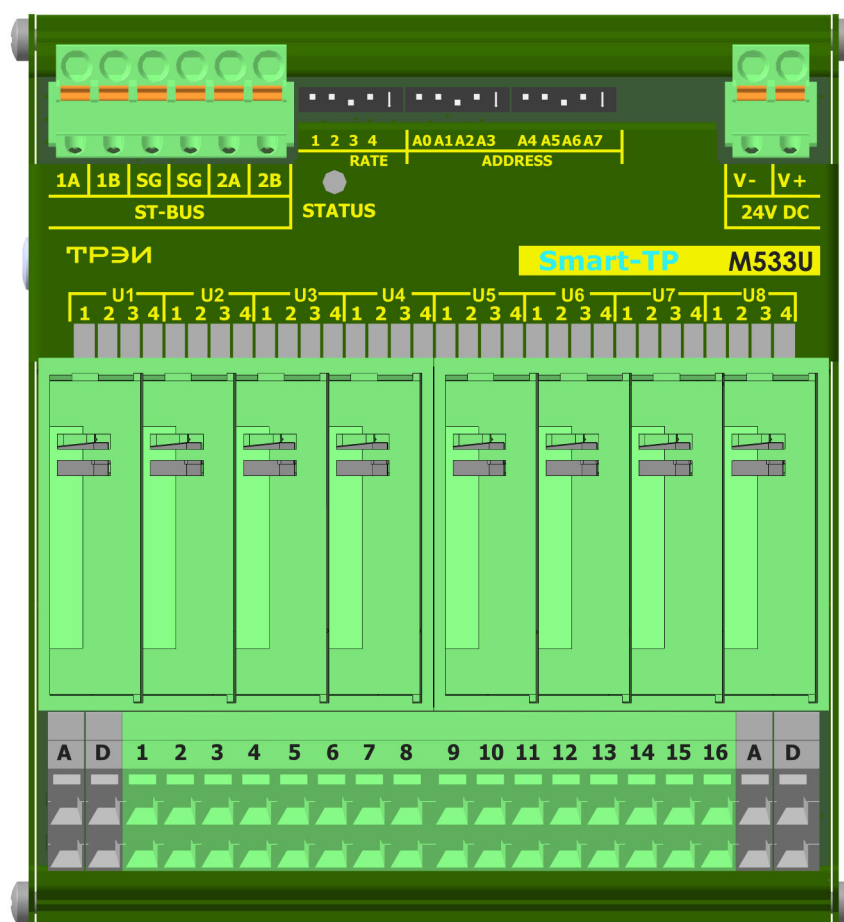 1 2 3 4 A0 A1 A2 A3 A4 A5 A6 A7
RATE ADDRESS
1A 1B SG SG 2A 2B V- V+
ST-BUS STATUS 24V DC
ТРЭИ Smart-TP M533U
U1 U2 U3 U4 U5 U6 U7 U8
1 2 3 4 1 2 3 4 1 2 3 4 1 2 3 4 1 2 3 4 1 2 3 4 1 2 3 4 1 2 3 4
A D 1 2 3 4 5 6 7 8 9 10 11 12 13 14 15 16 A D